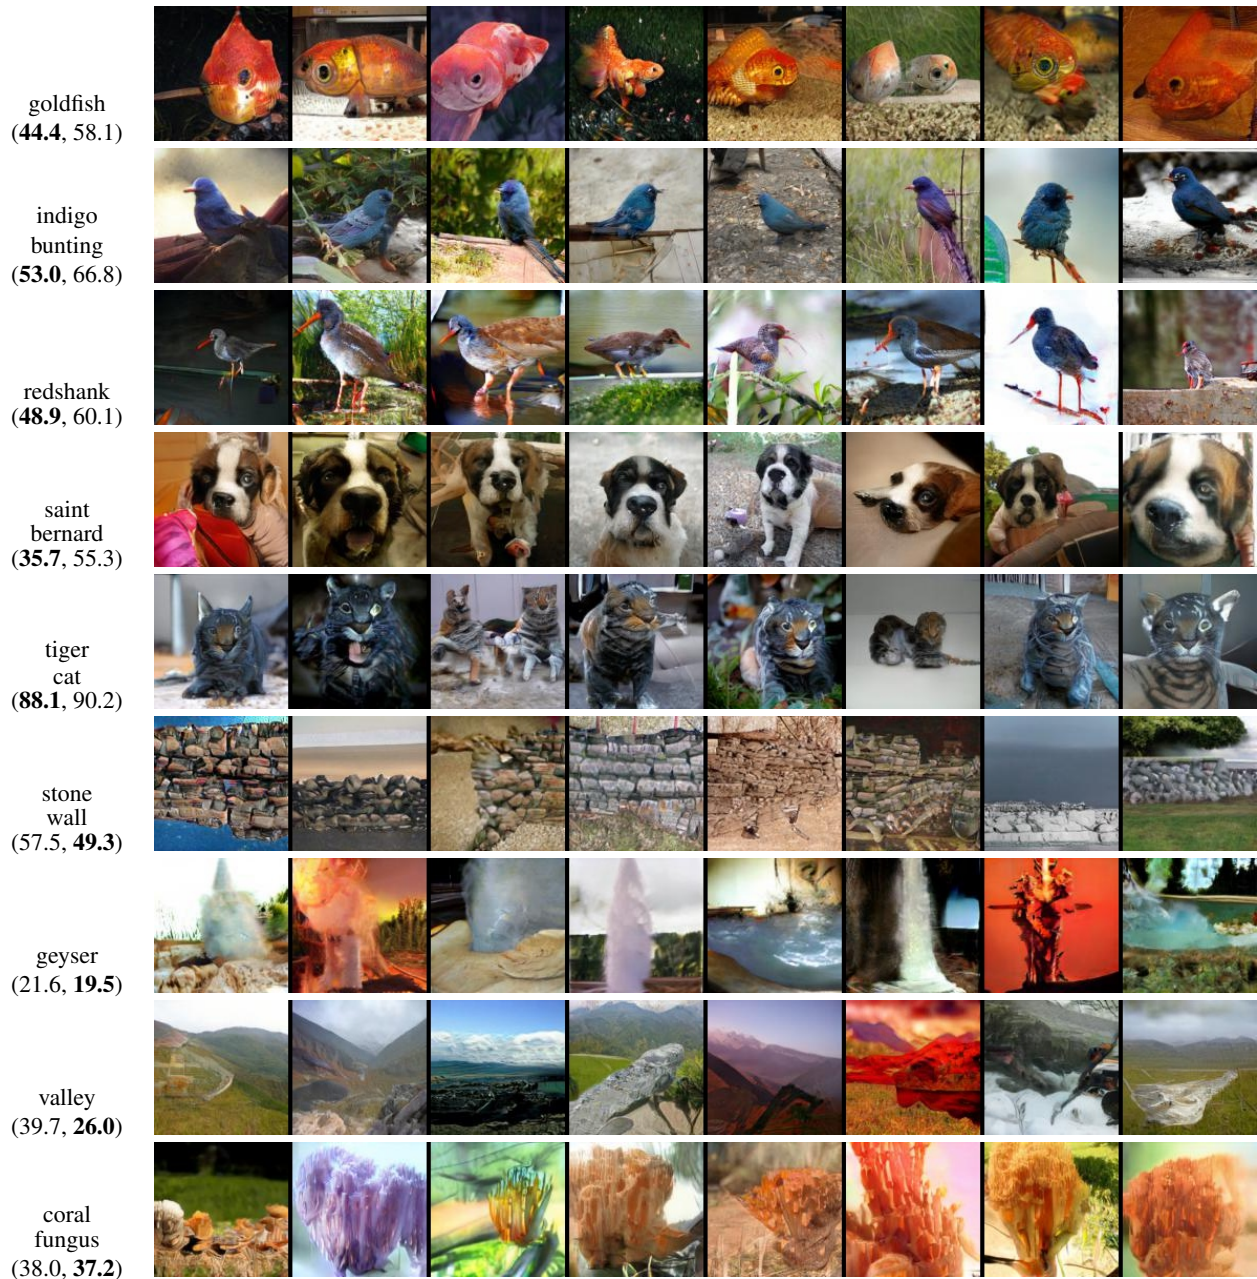 goldfish
(44.4, 58.1)
indigo
bunting
(53.0, 66.8)
redshank
(48.9, 60.1)
saint
bernard
(35.7, 55.3)
tiger
cat
(88.1, 90.2)
stone
wall
(57.5, 49.3)
geyser
(21.6, 19.5)
valley
(39.7, 26.0)
coral
fungus
(38.0, 37.2)